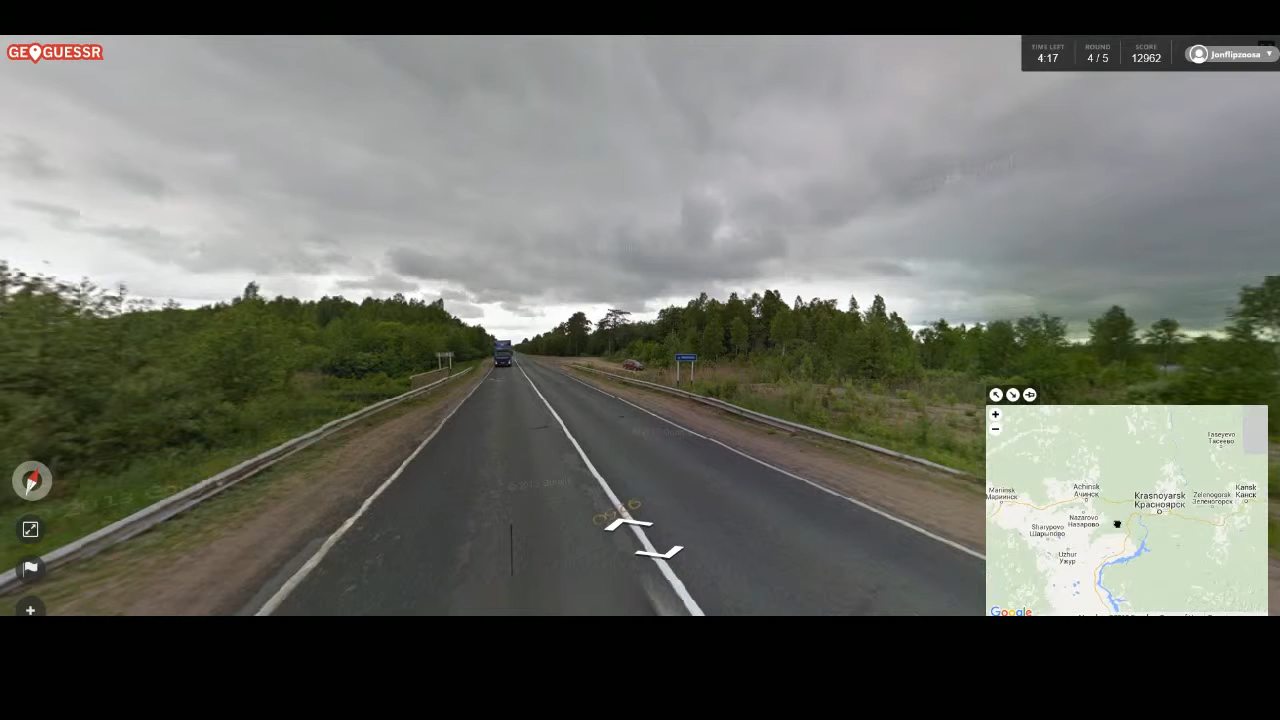 GEOGUESSR
TIME LEFT
4:17
ROUND
4 / 5
SCORE
12962
Jonflipzoosa
Taseyevo
Тасеево
Mariinsk
Мариинск
Achinsk
Ачинск
Krasnoyarsk
Красноярск
Zelenogorsk
Зеленогорск
Kansk
Канск
Nazarovo
Назарово
Sharypovo
Шарыпово
Uzhur
Ужур
Google